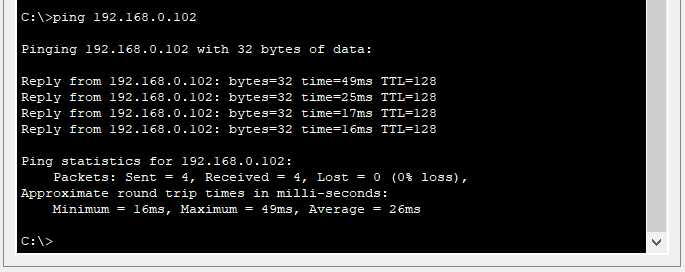 C:\>ping 192.168.0.102
Pinging 192.168.0.102 with 32 bytes of data:
Reply from 192.168.0.102: bytes=32 time=49ms TTL=128
Reply from 192.168.0.102: bytes=32 time=25ms TTL=128
Reply from 192.168.0.102: bytes=32 time=17ms TTL=128
Reply from 192.168.0.102: bytes=32 time=16ms TTL=128
Ping statistics for 192.168.0.102:
    Packets: Sent = 4, Received = 4, Lost = 0 (0% loss),
Approximate round trip times in milli-seconds:
    Minimum = 16ms, Maximum = 49ms, Average = 26ms
C:\>